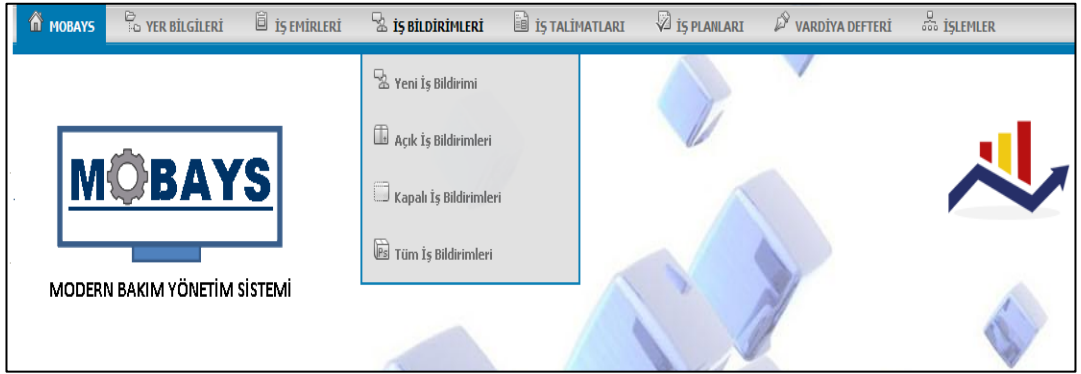 MOBAYS YER BİLGİLERİ İŞ EMİRLERİ İŞ BİLDİRİMLERİ İŞ TALİMATLARI İŞ PLANLARI VARDİYA DEFTERİ İŞLEMLER
Yeni İş Bildirimi
Açık İş Bildirimleri
Kapalı İş Bildirimleri
Tüm İş Bildirimleri
MOBAYS
MODERN BAKIM YÖNETİM SİSTEMİ